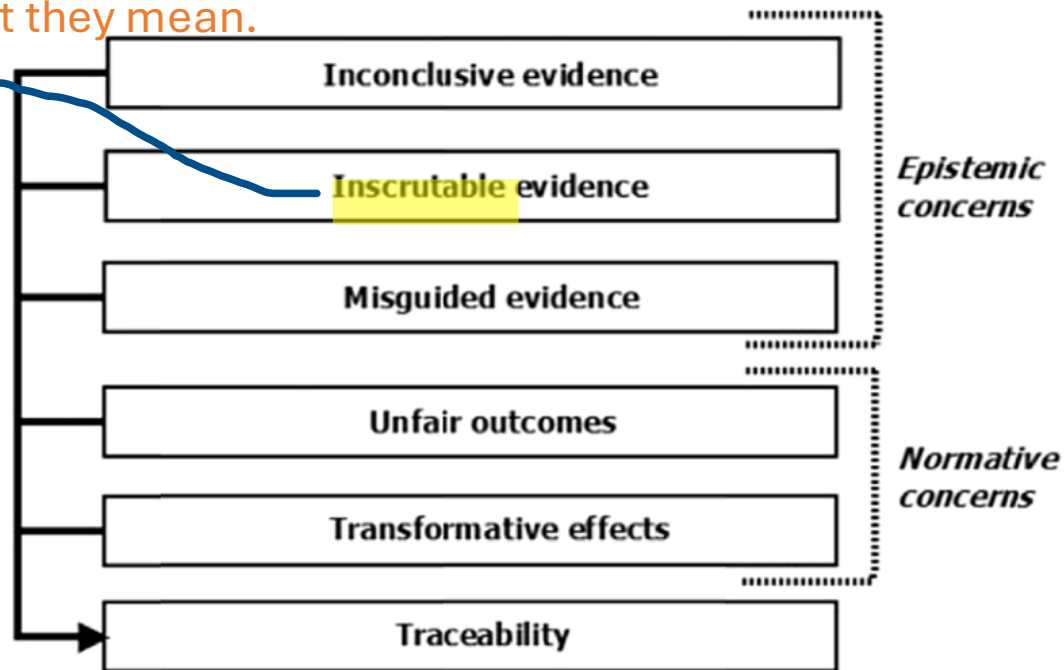 t they mean.
Inconclusive evidence
Inscrutable evidence
Epistemic
concerns
Misguided evidence
Unfair outcomes
Normative
concerns
Transformative effects
Traceability